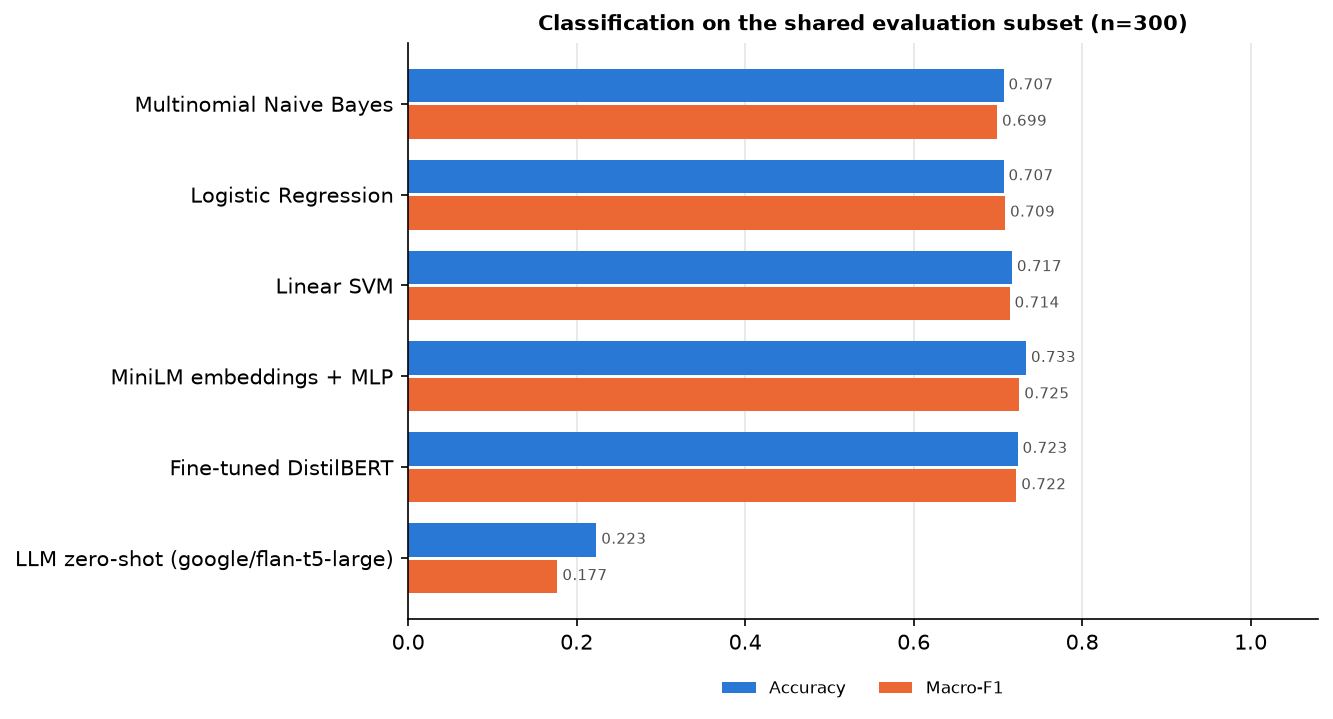 Classification on the shared evaluation subset (n=300)
Multinomial Naive Bayes
0.707
0.699
Logistic Regression
0.707
0.709
Linear SVM
0.717
0.714
MiniLM embeddings + MLP
0.733
0.725
Fine-tuned DistilBERT
0.723
0.722
LLM zero-shot (google/flan-t5-large)
0.223
0.177
0.0 0.2 0.4 0.6 0.8 1.0
Accuracy Macro-F1